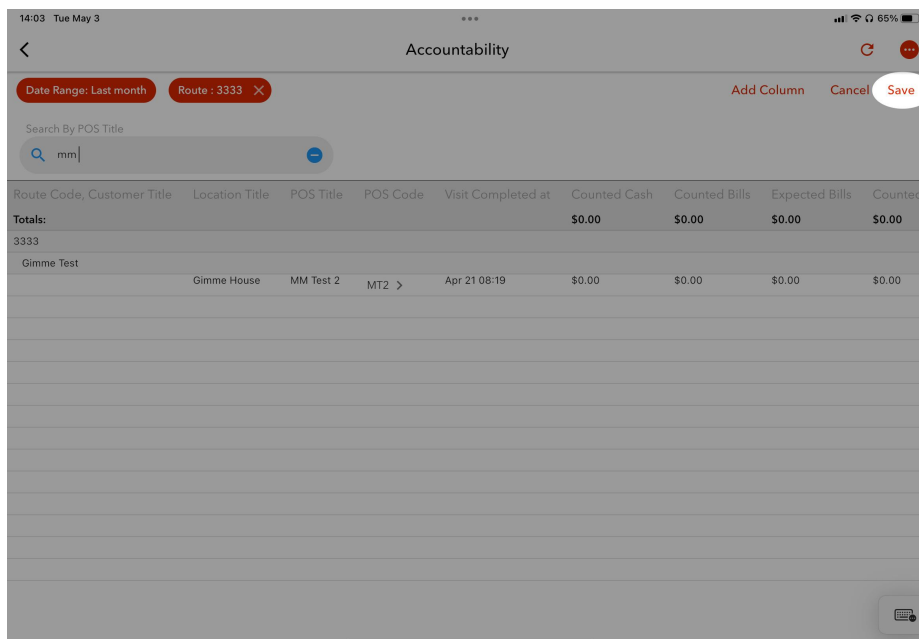 14:03 Tue May 3 65%
Accountability
Date Range: Last month Route : 3333 Add Column Cancel Save
Search By POS Title
mm
Route Code, Customer Title Location Title POS Title POS Code Visit Completed at Counted Cash Counted Bills Expected Bills Counted
Totals: $0.00 $0.00 $0.00 $0.00
3333
Gimme Test
Gimme House MM Test 2 MT2 > Apr 21 08:19 $0.00 $0.00 $0.00 $0.00